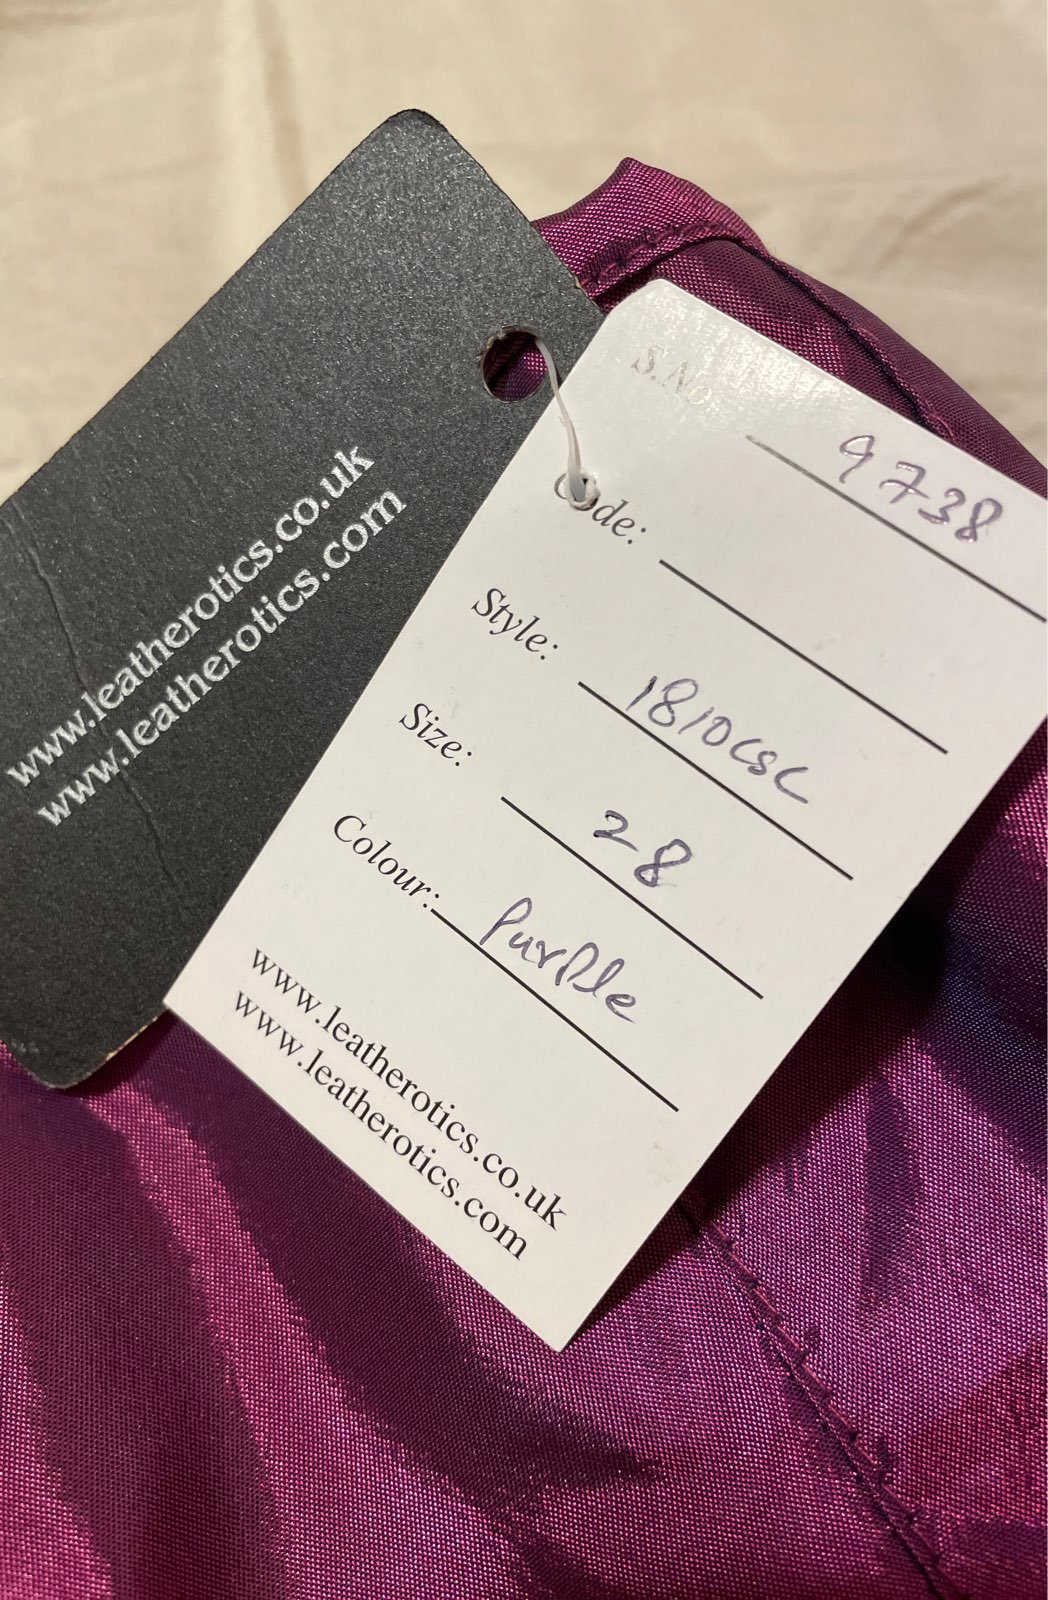 www.leatherotics.co.uk
www.leatherotics.com
S.No. 9738
Code:
Style: 1810CSC
Size: 28
Colour: Purple
www.leatherotics.co.uk
www.leatherotics.com